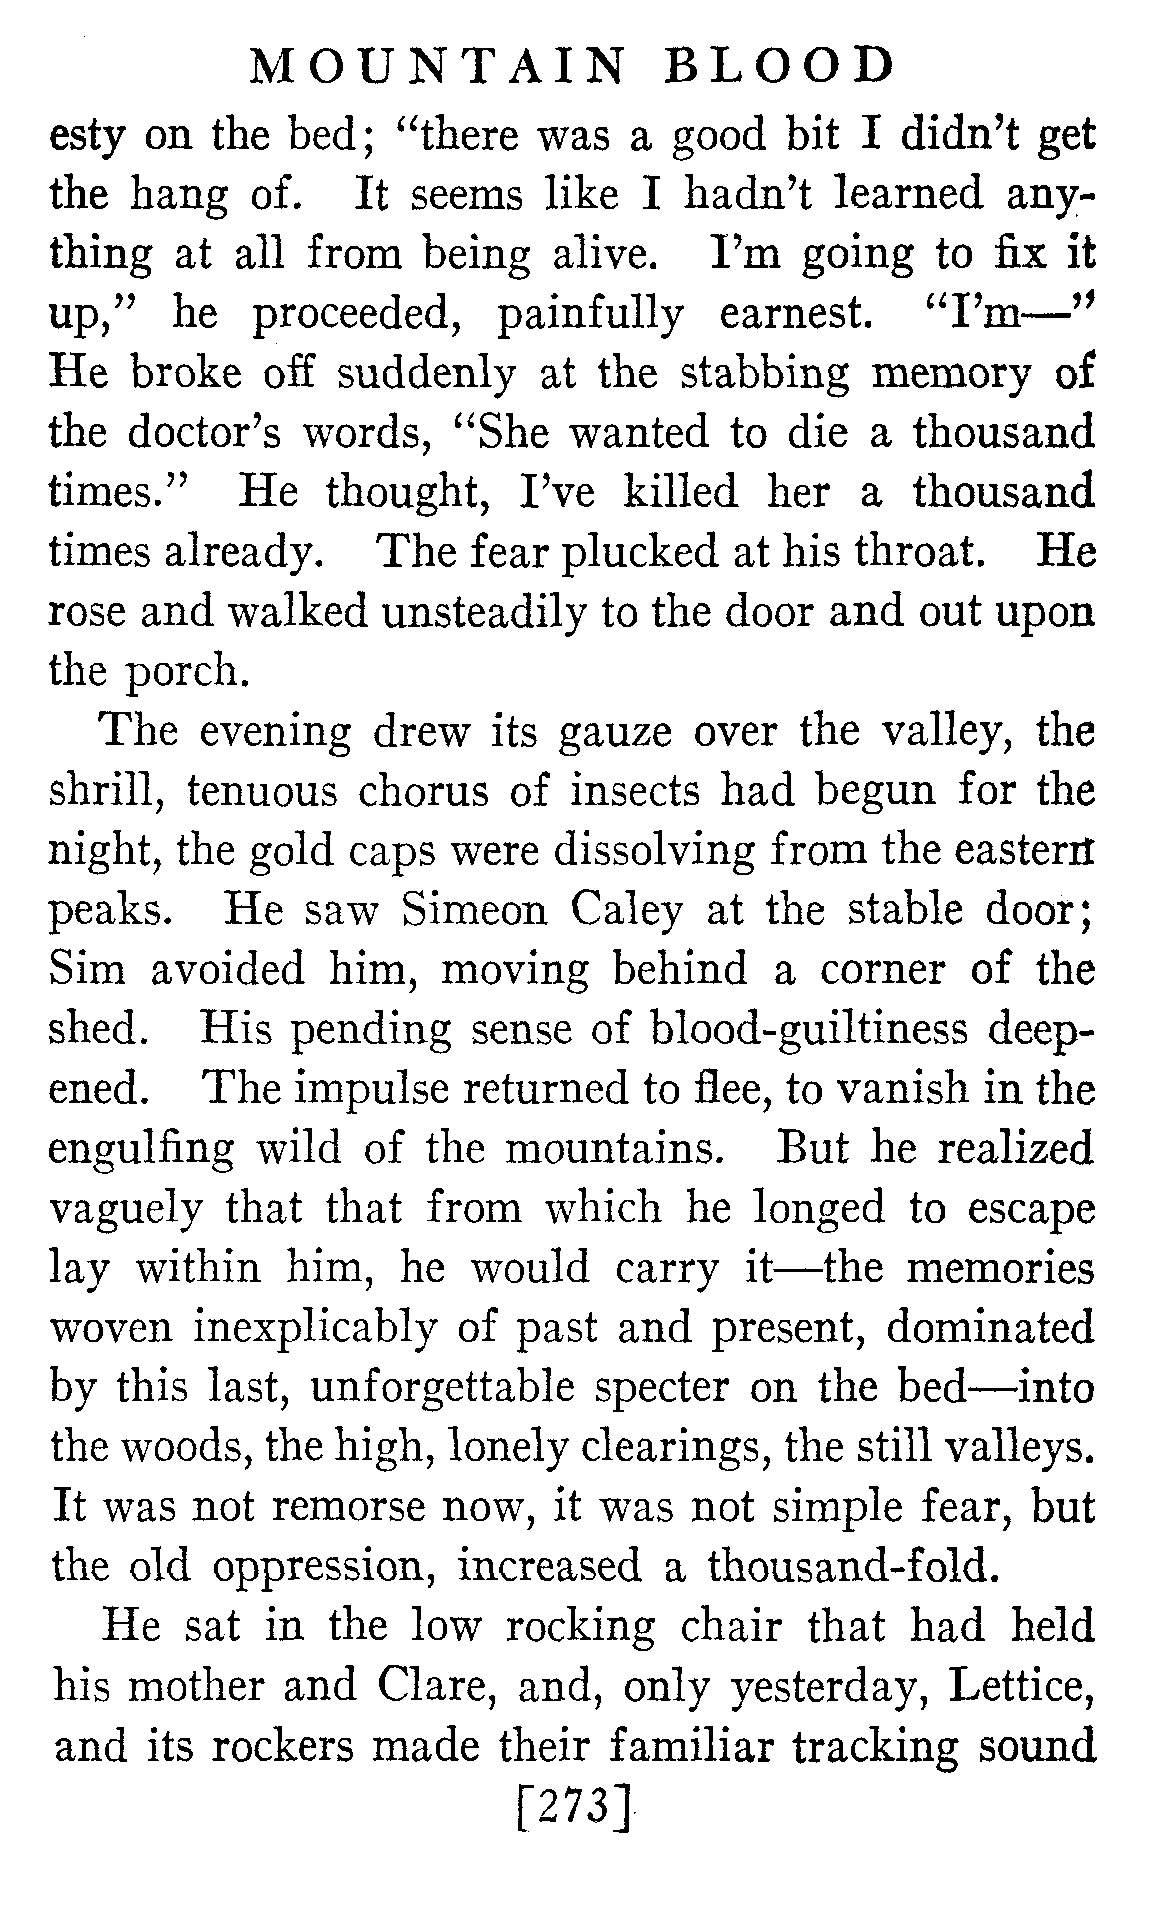 MOUNTAIN BLOOD
esty on the bed; “there was a good bit I didn’t get
the hang of. It seems like I hadn’t learned any-
thing at all from being alive. I’m going to fix it
up,” he proceeded, painfully earnest. “I’m—”
He broke off suddenly at the stabbing memory of
the doctor’s words, “She wanted to die a thousand
times.” He thought, I’ve killed her a thousand
times already. The fear plucked at his throat. He
rose and walked unsteadily to the door and out upon
the porch.
The evening drew its gauze over the valley, the
shrill, tenuous chorus of insects had begun for the
night, the gold caps were dissolving from the eastern
peaks. He saw Simeon Caley at the stable door;
Sim avoided him, moving behind a corner of the
shed. His pending sense of blood-guiltiness deep-
ened. The impulse returned to flee, to vanish in the
engulfing wild of the mountains. But he realized
vaguely that that from which he longed to escape
lay within him, he would carry it—the memories
woven inexplicably of past and present, dominated
by this last, unforgettable specter on the bed—into
the woods, the high, lonely clearings, the still valleys.
It was not remorse now, it was not simple fear, but
the old oppression, increased a thousand-fold.
He sat in the low rocking chair that had held
his mother and Clare, and, only yesterday, Lettice,
and its rockers made their familiar tracking sound
[273]